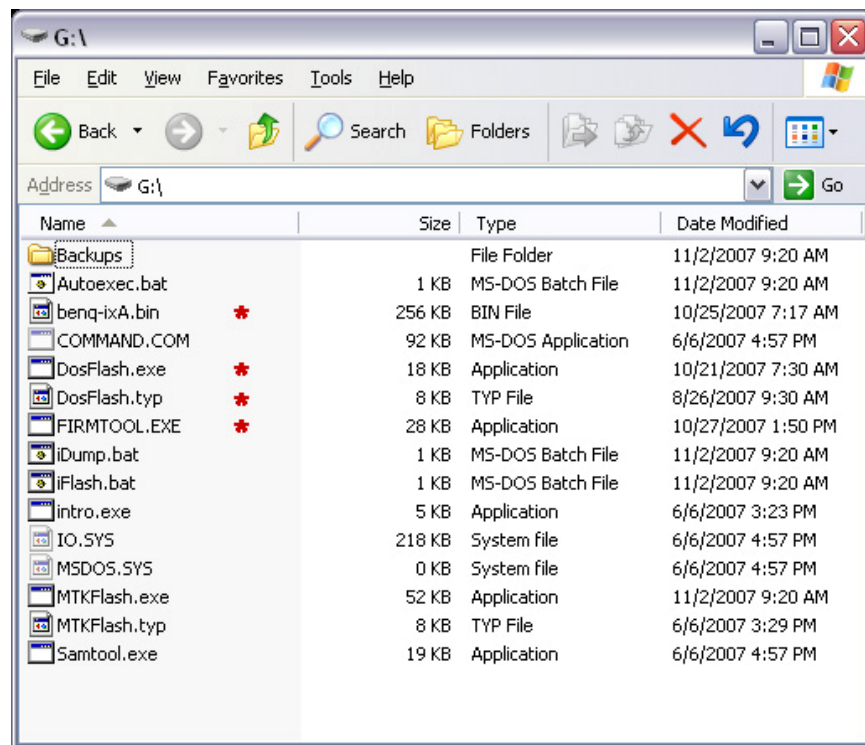 G:\
File Edit View Favorites Tools Help
Back Search Folders
Address G:\ Go
Name Size Type Date Modified
Backups File Folder 11/2/2007 9:20 AM
Autoexec.bat 1 KB MS-DOS Batch File 11/2/2007 9:20 AM
benq-ixA.bin * 256 KB BIN File 10/25/2007 7:17 AM
COMMAND.COM 92 KB MS-DOS Application 6/6/2007 4:57 PM
DosFlash.exe * 18 KB Application 10/21/2007 7:30 AM
DosFlash.typ * 8 KB TYP File 8/26/2007 9:30 AM
FIRMTOOL.EXE * 28 KB Application 10/27/2007 1:50 PM
iDump.bat 1 KB MS-DOS Batch File 11/2/2007 9:20 AM
iFlash.bat 1 KB MS-DOS Batch File 11/2/2007 9:20 AM
intro.exe 5 KB Application 6/6/2007 3:23 PM
IO.SYS 218 KB System file 6/6/2007 4:57 PM
MSDOS.SYS 0 KB System file 6/6/2007 4:57 PM
MTKFlash.exe 52 KB Application 11/2/2007 9:20 AM
MTKFlash.typ 8 KB TYP File 6/6/2007 3:29 PM
Samtool.exe 19 KB Application 6/6/2007 4:57 PM